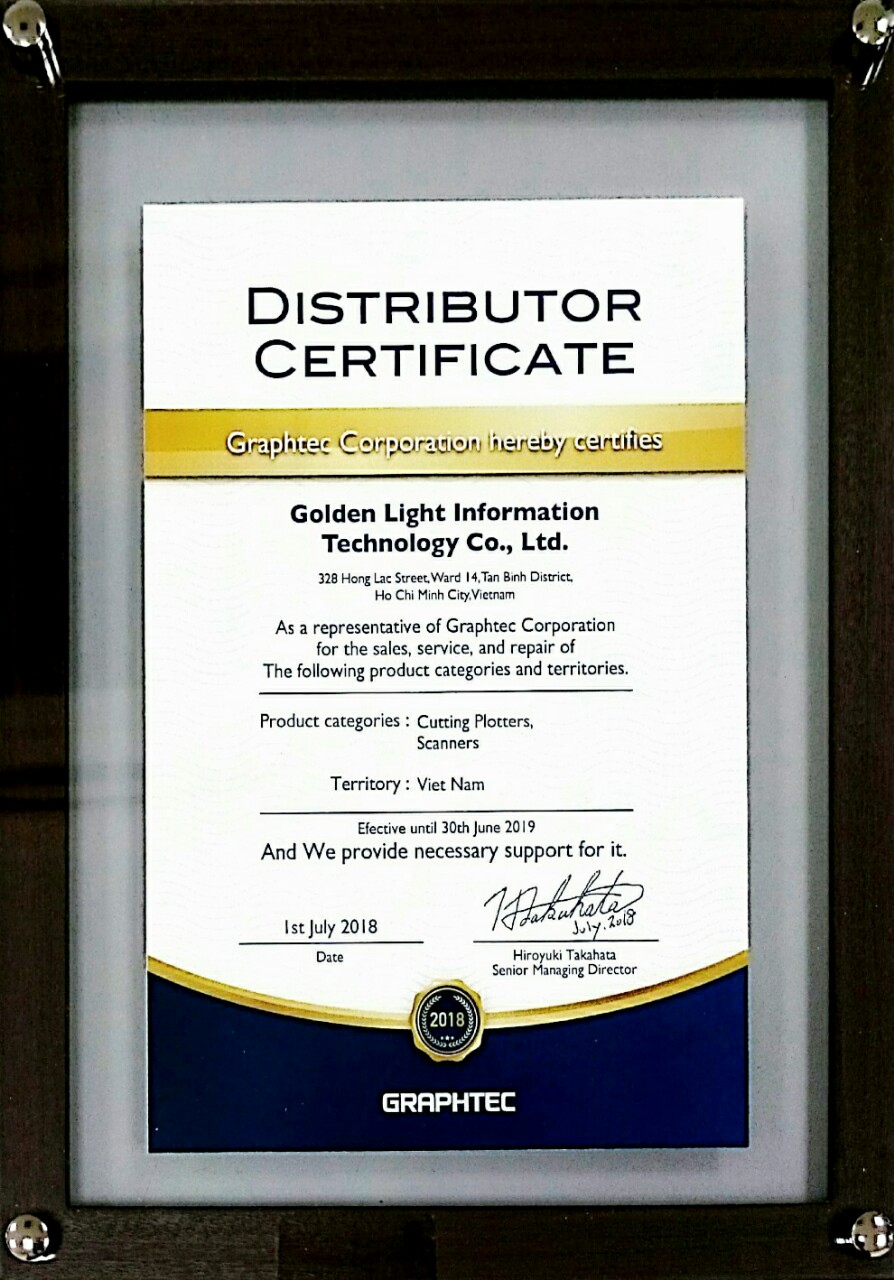 DISTRIBUTOR
CERTIFICATE
Graphtec Corporation hereby certifies
Golden Light Information
Technology Co., Ltd.
328 Hong Lac Street,Ward 14,Tan Binh District,
Ho Chi Minh City,Vietnam
As a representative of Graphtec Corporation
for the sales, service, and repair of
The following product categories and territories.
Product categories : Cutting Plotters,
Scanners
Territory : Viet Nam
Efective until 30th June 2019
And We provide necessary support for it.
H Takahata
July. 2018
1st July 2018
Date
Hiroyuki Takahata
Senior Managing Director
2018
GRAPHTEC